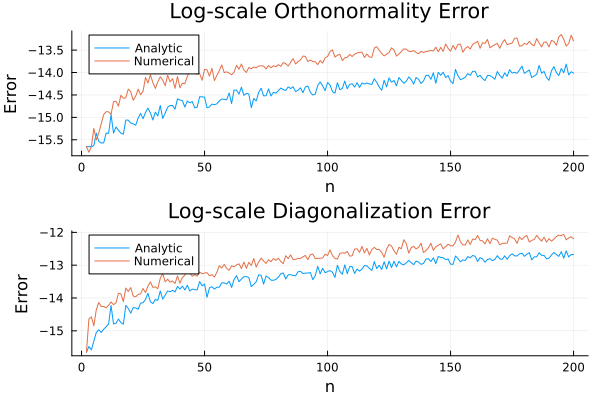 Log-scale Orthonormality Error
Analytic
Numerical
−13.5
−14.0
−14.5
−15.0
−15.5
Error
0 50 100 150 200
n
Log-scale Diagonalization Error
Analytic
Numerical
−12
−13
−14
−15
Error
0 50 100 150 200
n